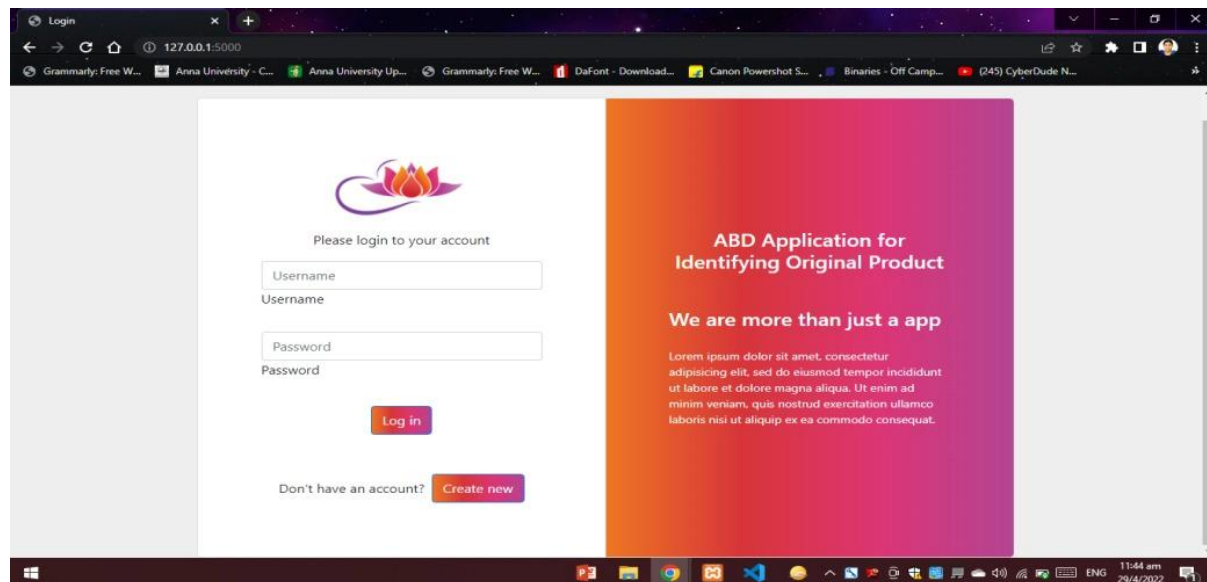 Login
127.0.0.1:5000
Grammarly: Free W... Anna University - C... Anna University Up... Grammarly: Free W... DaFont - Download... Canon Powershot S... Binaries - Off Camp... (245) CyberDude N...
Please login to your account
Username
Username
Password
Password
Log in
Don't have an account? Create new
ABD Application for
Identifying Original Product
We are more than just a app
Lorem ipsum dolor sit amet, consectetur
adipisicing elit, sed do eiusmod tempor incididunt
ut labore et dolore magna aliqua. Ut enim ad
minim veniam, quis nostrud exercitation ullamco
laboris nisi ut aliquip ex ea commodo consequat.
ENG
11:44 am
29/4/2022